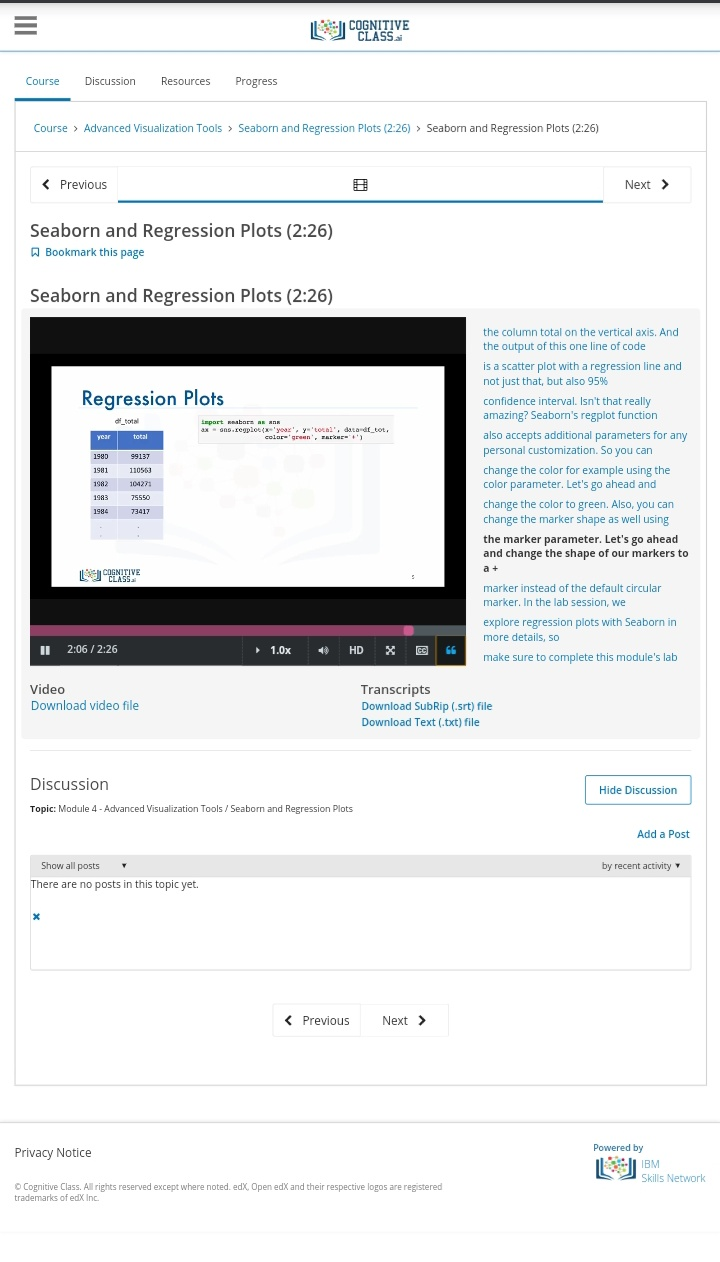 COGNITIVE
CLASS.ai
Course Discussion Resources Progress
Course > Advanced Visualization Tools > Seaborn and Regression Plots (2:26) > Seaborn and Regression Plots (2:26)
Previous Next
Seaborn and Regression Plots (2:26)
Bookmark this page
Seaborn and Regression Plots (2:26)
Regression Plots
df_total
year total
1980 99137
1981 110563
1982 104271
1983 75550
1984 73417
. .
. .
import seaborn as sns
ax = sns.regplot(x='year', y='total', data=df_tot,
color='green', marker='+')
COGNITIVE
CLASS.ai
5
2:06 / 2:26 1.0x HD CC
the column total on the vertical axis. And
the output of this one line of code
is a scatter plot with a regression line and
not just that, but also 95%
confidence interval. Isn't that really
amazing? Seaborn's regplot function
also accepts additional parameters for any
personal customization. So you can
change the color for example using the
color parameter. Let's go ahead and
change the color to green. Also, you can
change the marker shape as well using
the marker parameter. Let's go ahead
and change the shape of our markers to
a +
marker instead of the default circular
marker. In the lab session, we
explore regression plots with Seaborn in
more details, so
make sure to complete this module's lab
Video
Download video file
Transcripts
Download SubRip (.srt) file
Download Text (.txt) file
Discussion
Hide Discussion
Topic: Module 4 - Advanced Visualization Tools / Seaborn and Regression Plots
Add a Post
Show all posts by recent activity
There are no posts in this topic yet.
Previous Next
Privacy Notice
Powered by
IBM
Skills Network
© Cognitive Class. All rights reserved except where noted. edX, Open edX and their respective logos are registered
trademarks of edX Inc.